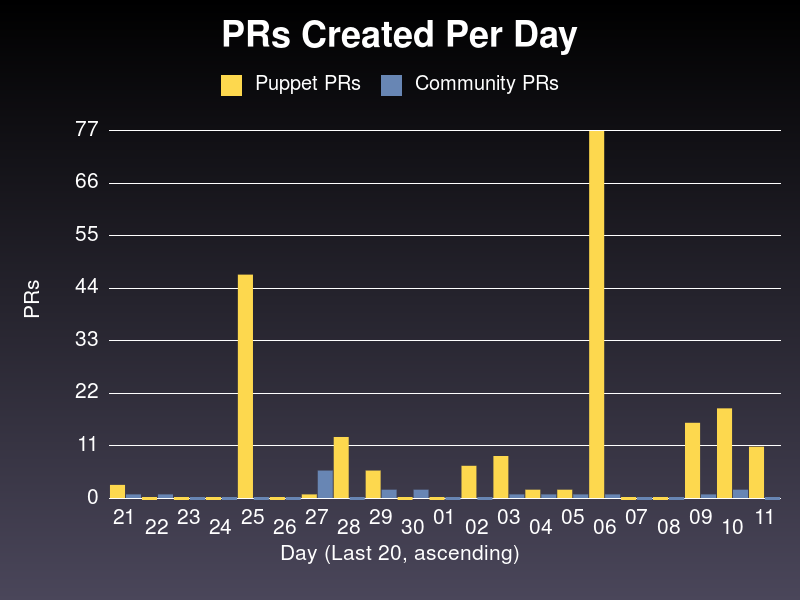 PRs Created Per Day
Puppet PRs Community PRs
77
66
55
44
33
22
11
0
PRs
21 22 23 24 25 26 27 28 29 30 01 02 03 04 05 06 07 08 09 10 11
Day (Last 20, ascending)